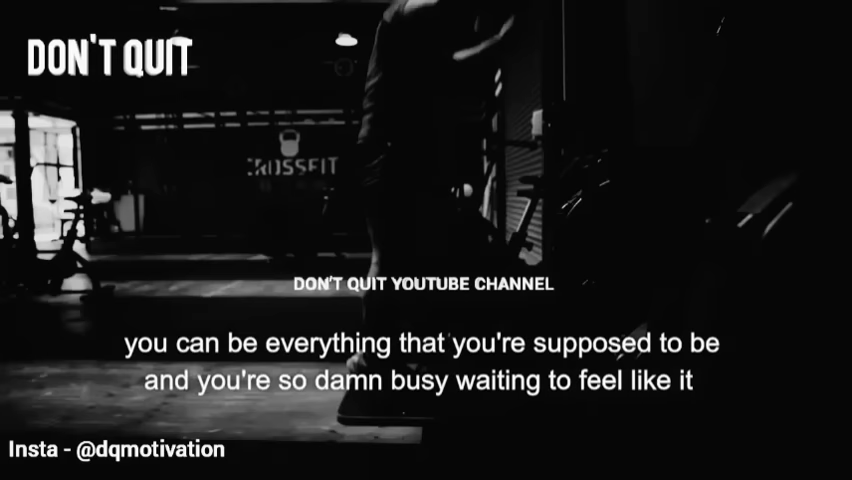 DON'T QUIT
CROSSFIT
DON'T QUIT YOUTUBE CHANNEL
you can be everything that you're supposed to be
and you're so damn busy waiting to feel like it
Insta - @dqmotivation